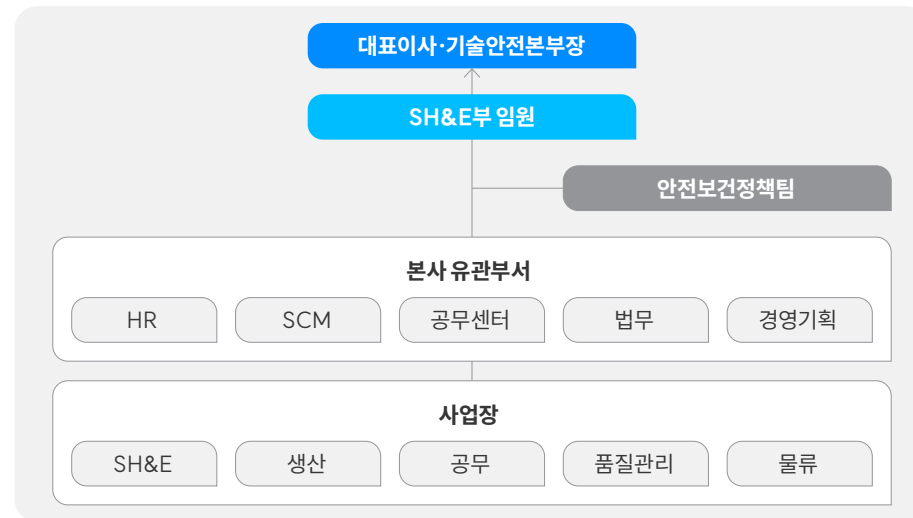 대표이사·기술안전본부장
SH&E부 임원
안전보건정책팀
본사 유관부서
HR
SCM
공무센터
법무
경영기획
사업장
SH&E
생산
공무
품질관리
물류